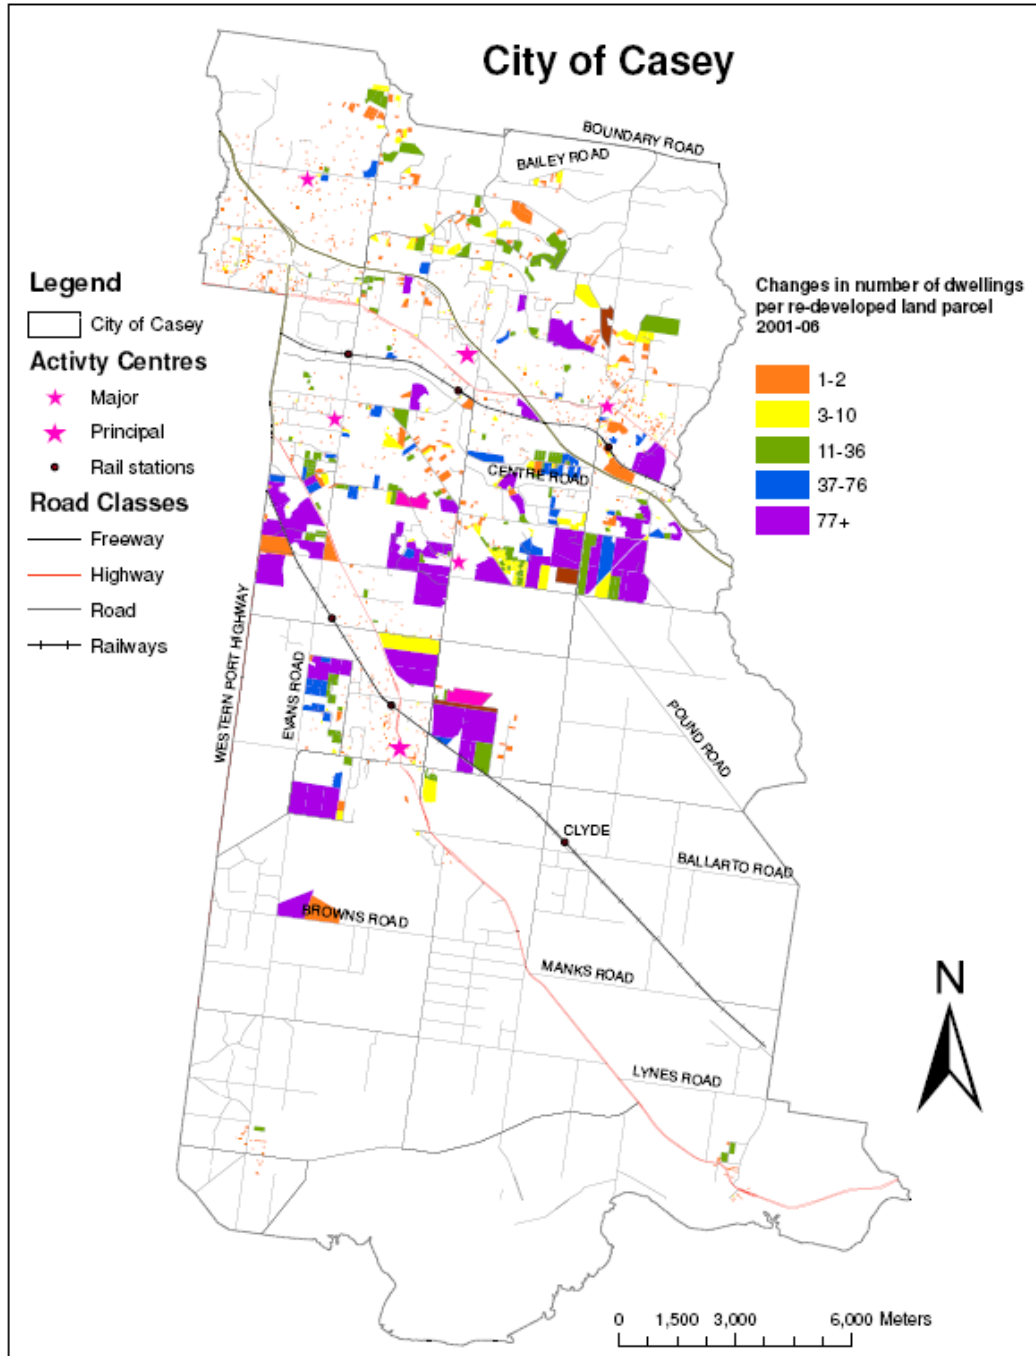 City of Casey
BOUNDARY ROAD
BAILEY ROAD
Legend
City of Casey
Activty Centres
Major
Principal
Rail stations
Road Classes
Freeway
Highway
Road
Railways
Changes in number of dwellings
per re-developed land parcel
2001-06
1-2
3-10
11-36
37-76
77+
CENTRE ROAD
WESTERN PORT HIGHWAY
EVANS ROAD
POUND ROAD
CLYDE
BALLARTO ROAD
BROWNS ROAD
MANKS ROAD
LYNES ROAD
N
0 1,500 3,000 6,000 Meters